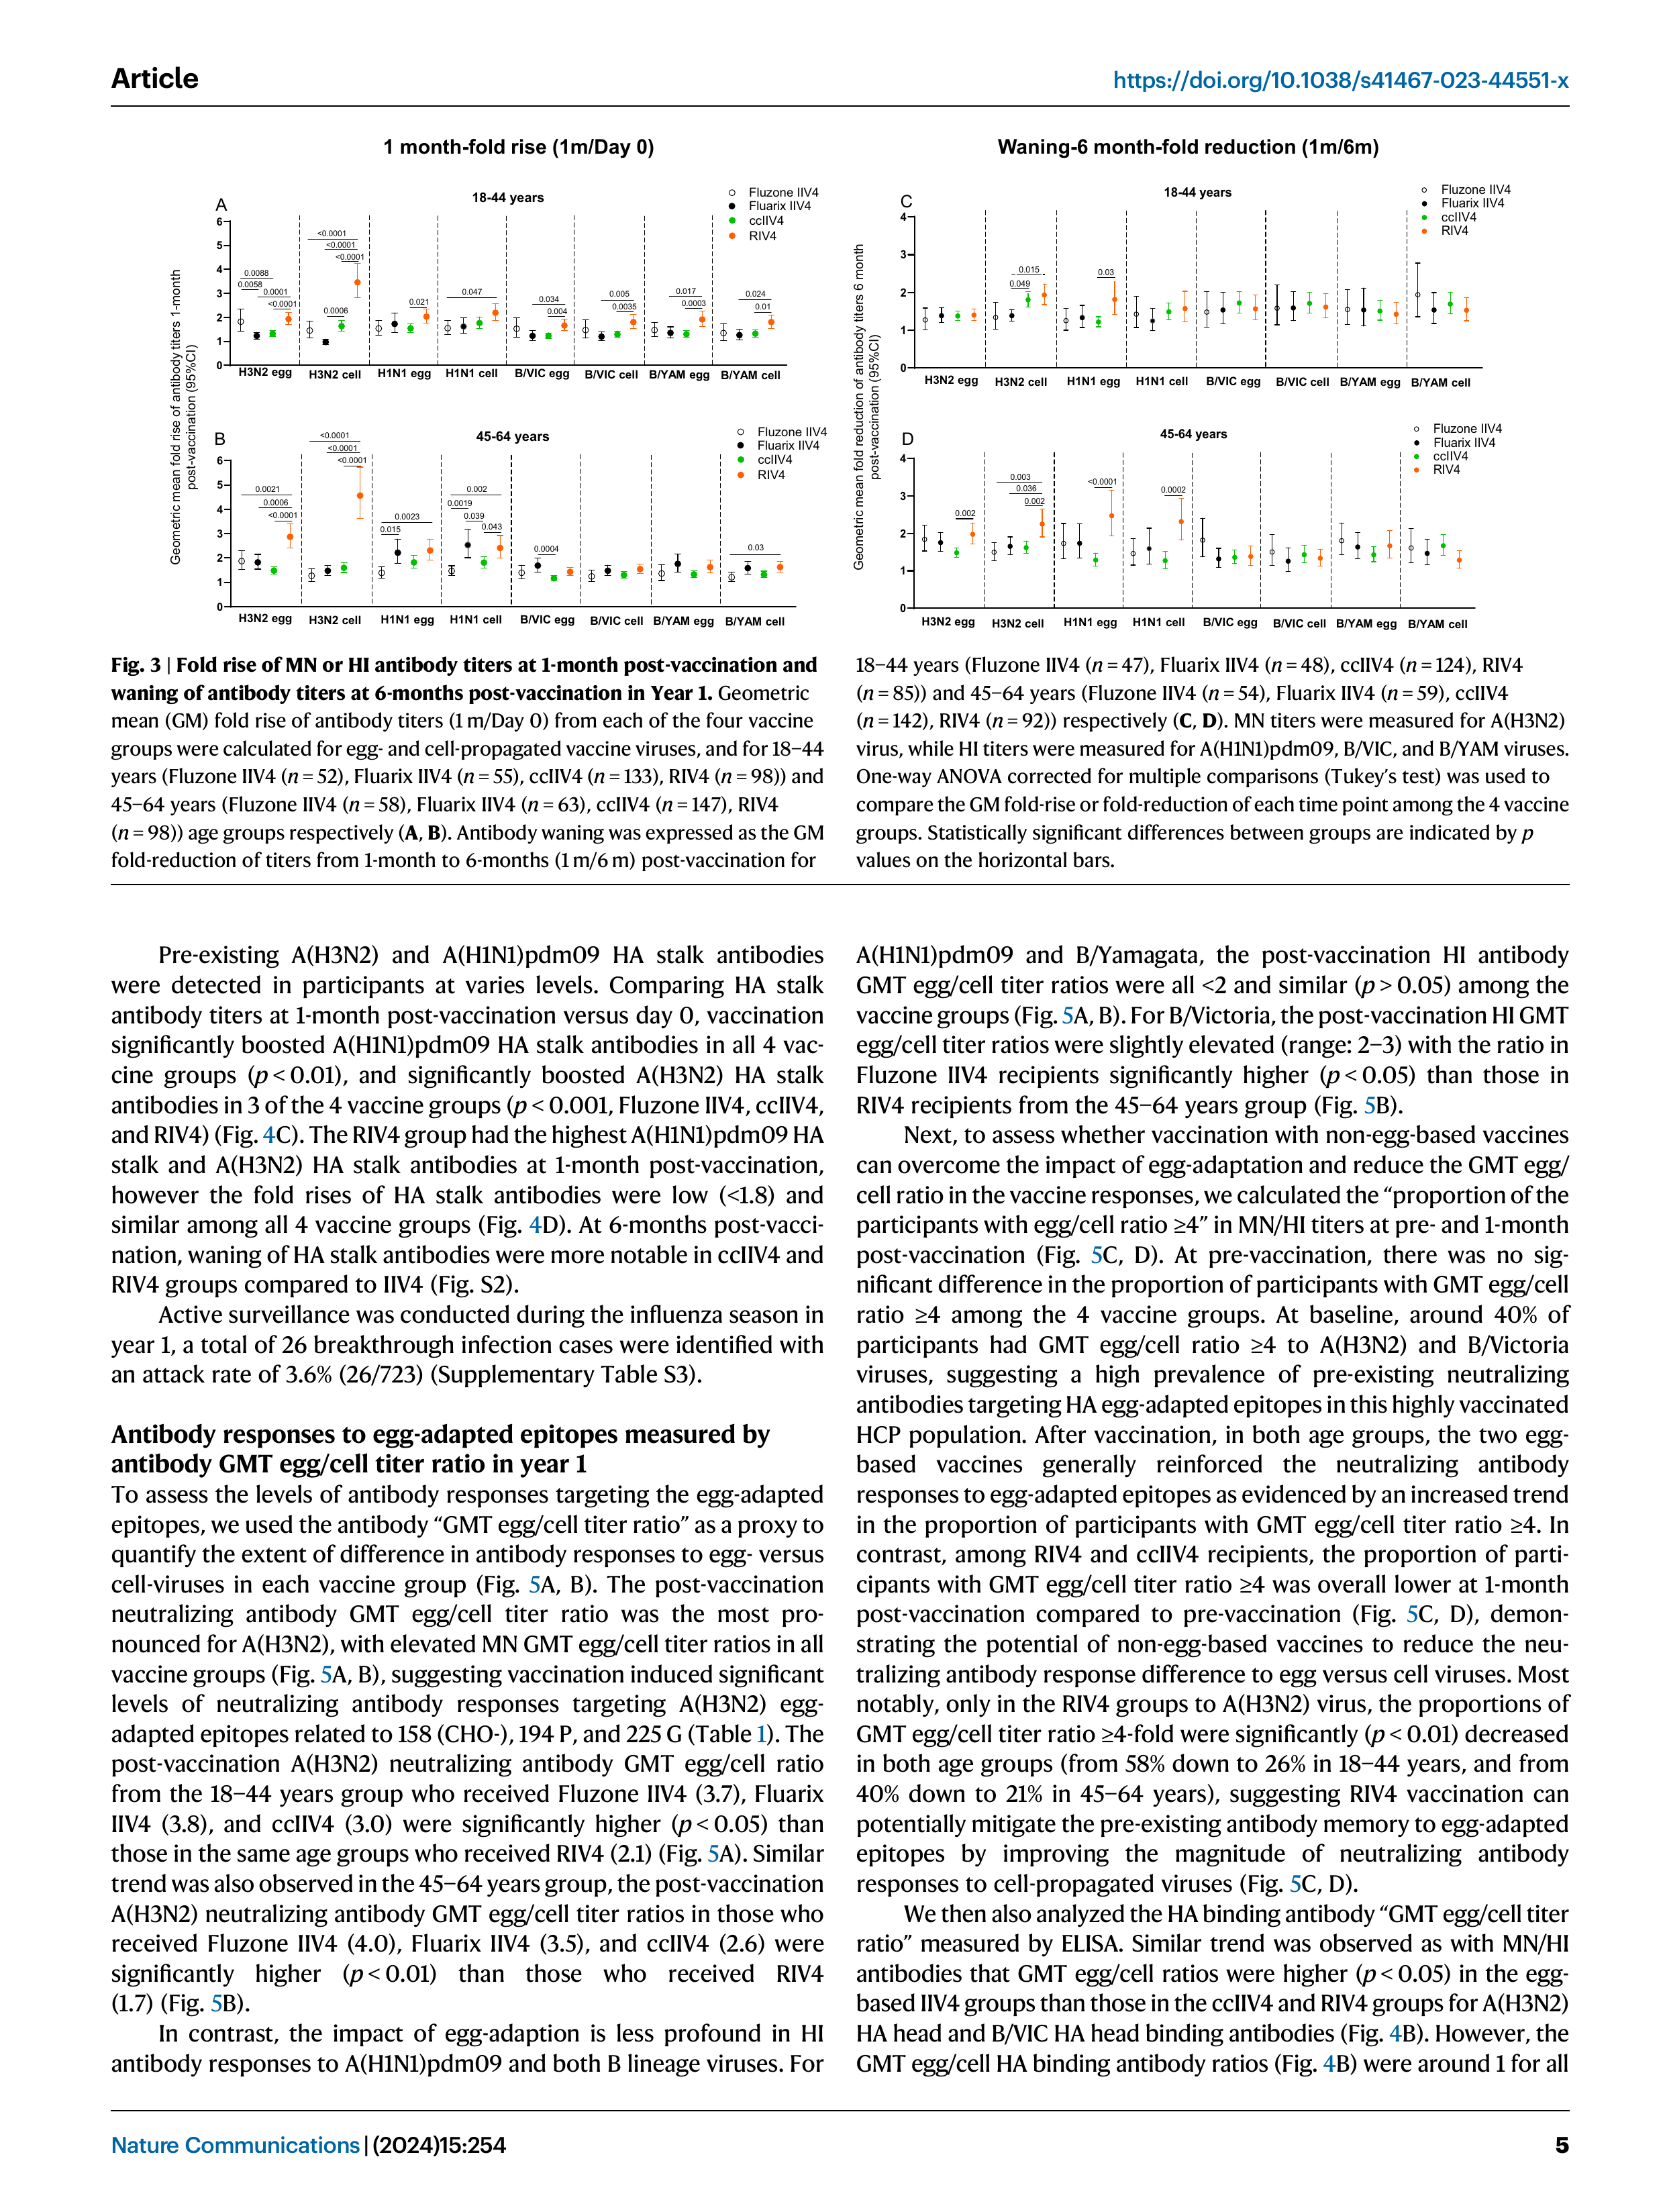 Article
https://doi.org/10.1038/s41467-023-44551-x
1 month-fold rise (1m/Day 0)
Waning-6 month-fold reduction (1m/6m)
Geometric mean fold rise of antibody titers 1-month
post-vaccination (95%CI)
A
18-44 years
Fluzone IIV4
Fluarix IIV4
ccIIV4
RIV4
6
5
4
3
2
1
0
0.0088
0.0058
0.0001
<0.0001
<0.0001
<0.0001
<0.0001
0.0006
0.021
0.047
0.034
0.004
0.005
0.0035
0.017
0.0003
0.024
0.01
H3N2 egg
H3N2 cell
H1N1 egg
H1N1 cell
B/VIC egg
B/VIC cell
B/YAM egg
B/YAM cell
B
45-64 years
Fluzone IIV4
Fluarix IIV4
ccIIV4
RIV4
6
5
4
3
2
1
0
0.0021
0.0006
<0.0001
<0.0001
<0.0001
<0.0001
0.0023
0.015
0.002
0.0019
0.039
0.043
0.0004
0.03
H3N2 egg
H3N2 cell
H1N1 egg
H1N1 cell
B/VIC egg
B/VIC cell
B/YAM egg
B/YAM cell
Geometric mean fold reduction of antibody titers 6 month
post-vaccination (95%CI)
C
18-44 years
Fluzone IIV4
Fluarix IIV4
ccIIV4
RIV4
4
3
2
1
0
0.015
0.049
0.03
H3N2 egg
H3N2 cell
H1N1 egg
H1N1 cell
B/VIC egg
B/VIC cell
B/YAM egg
B/YAM cell
D
45-64 years
Fluzone IIV4
Fluarix IIV4
ccIIV4
RIV4
4
3
2
1
0
0.002
0.003
0.036
0.002
<0.0001
0.0002
H3N2 egg
H3N2 cell
H1N1 egg
H1N1 cell
B/VIC egg
B/VIC cell
B/YAM egg
B/YAM cell
Fig. 3 | Fold rise of MN or HI antibody titers at 1-month post-vaccination and
waning of antibody titers at 6-months post-vaccination in Year 1. Geometric
mean (GM) fold rise of antibody titers (1 m/Day 0) from each of the four vaccine
groups were calculated for egg- and cell-propagated vaccine viruses, and for 18–44
years (Fluzone IIV4 (n = 52), Fluarix IIV4 (n = 55), ccIIV4 (n = 133), RIV4 (n = 98)) and
45–64 years (Fluzone IIV4 (n = 58), Fluarix IIV4 (n = 63), ccIIV4 (n = 147), RIV4
(n = 98)) age groups respectively (A, B). Antibody waning was expressed as the GM
fold-reduction of titers from 1-month to 6-months (1 m/6 m) post-vaccination for
18–44 years (Fluzone IIV4 (n = 47), Fluarix IIV4 (n = 48), ccIIV4 (n = 124), RIV4
(n = 85)) and 45–64 years (Fluzone IIV4 (n = 54), Fluarix IIV4 (n = 59), ccIIV4
(n = 142), RIV4 (n = 92)) respectively (C, D). MN titers were measured for A(H3N2)
virus, while HI titers were measured for A(H1N1)pdm09, B/VIC, and B/YAM viruses.
One-way ANOVA corrected for multiple comparisons (Tukey's test) was used to
compare the GM fold-rise or fold-reduction of each time point among the 4 vaccine
groups. Statistically significant differences between groups are indicated by p
values on the horizontal bars.
Pre-existing A(H3N2) and A(H1N1)pdm09 HA stalk antibodies
were detected in participants at varies levels. Comparing HA stalk
antibody titers at 1-month post-vaccination versus day 0, vaccination
significantly boosted A(H1N1)pdm09 HA stalk antibodies in all 4 vac-
cine groups (p < 0.01), and significantly boosted A(H3N2) HA stalk
antibodies in 3 of the 4 vaccine groups (p < 0.001, Fluzone IIV4, ccIIV4,
and RIV4) (Fig. 4C). The RIV4 group had the highest A(H1N1)pdm09 HA
stalk and A(H3N2) HA stalk antibodies at 1-month post-vaccination,
however the fold rises of HA stalk antibodies were low (<1.8) and
similar among all 4 vaccine groups (Fig. 4D). At 6-months post-vacci-
nation, waning of HA stalk antibodies were more notable in ccIIV4 and
RIV4 groups compared to IIV4 (Fig. S2).
Active surveillance was conducted during the influenza season in
year 1, a total of 26 breakthrough infection cases were identified with
an attack rate of 3.6% (26/723) (Supplementary Table S3).
Antibody responses to egg-adapted epitopes measured by
antibody GMT egg/cell titer ratio in year 1
To assess the levels of antibody responses targeting the egg-adapted
epitopes, we used the antibody “GMT egg/cell titer ratio” as a proxy to
quantify the extent of difference in antibody responses to egg- versus
cell-viruses in each vaccine group (Fig. 5A, B). The post-vaccination
neutralizing antibody GMT egg/cell titer ratio was the most pro-
nounced for A(H3N2), with elevated MN GMT egg/cell titer ratios in all
vaccine groups (Fig. 5A, B), suggesting vaccination induced significant
levels of neutralizing antibody responses targeting A(H3N2) egg-
adapted epitopes related to 158 (CHO-), 194 P, and 225 G (Table 1). The
post-vaccination A(H3N2) neutralizing antibody GMT egg/cell ratio
from the 18–44 years group who received Fluzone IIV4 (3.7), Fluarix
IIV4 (3.8), and ccIIV4 (3.0) were significantly higher (p < 0.05) than
those in the same age groups who received RIV4 (2.1) (Fig. 5A). Similar
trend was also observed in the 45–64 years group, the post-vaccination
A(H3N2) neutralizing antibody GMT egg/cell titer ratios in those who
received Fluzone IIV4 (4.0), Fluarix IIV4 (3.5), and ccIIV4 (2.6) were
significantly higher (p < 0.01) than those who received RIV4
(1.7) (Fig. 5B).
In contrast, the impact of egg-adaption is less profound in HI
antibody responses to A(H1N1)pdm09 and both B lineage viruses. For
A(H1N1)pdm09 and B/Yamagata, the post-vaccination HI antibody
GMT egg/cell titer ratios were all <2 and similar (p > 0.05) among the
vaccine groups (Fig. 5A, B). For B/Victoria, the post-vaccination HI GMT
egg/cell titer ratios were slightly elevated (range: 2–3) with the ratio in
Fluzone IIV4 recipients significantly higher (p < 0.05) than those in
RIV4 recipients from the 45–64 years group (Fig. 5B).
Next, to assess whether vaccination with non-egg-based vaccines
can overcome the impact of egg-adaptation and reduce the GMT egg/
cell ratio in the vaccine responses, we calculated the “proportion of the
participants with egg/cell ratio ≥4” in MN/HI titers at pre- and 1-month
post-vaccination (Fig. 5C, D). At pre-vaccination, there was no sig-
nificant difference in the proportion of participants with GMT egg/cell
ratio ≥4 among the 4 vaccine groups. At baseline, around 40% of
participants had GMT egg/cell ratio ≥4 to A(H3N2) and B/Victoria
viruses, suggesting a high prevalence of pre-existing neutralizing
antibodies targeting HA egg-adapted epitopes in this highly vaccinated
HCP population. After vaccination, in both age groups, the two egg-
based vaccines generally reinforced the neutralizing antibody
responses to egg-adapted epitopes as evidenced by an increased trend
in the proportion of participants with GMT egg/cell titer ratio ≥4. In
contrast, among RIV4 and ccIIV4 recipients, the proportion of parti-
cipants with GMT egg/cell titer ratio ≥4 was overall lower at 1-month
post-vaccination compared to pre-vaccination (Fig. 5C, D), demon-
strating the potential of non-egg-based vaccines to reduce the neu-
tralizing antibody response difference to egg versus cell viruses. Most
notably, only in the RIV4 groups to A(H3N2) virus, the proportions of
GMT egg/cell titer ratio ≥4-fold were significantly (p < 0.01) decreased
in both age groups (from 58% down to 26% in 18–44 years, and from
40% down to 21% in 45–64 years), suggesting RIV4 vaccination can
potentially mitigate the pre-existing antibody memory to egg-adapted
epitopes by improving the magnitude of neutralizing antibody
responses to cell-propagated viruses (Fig. 5C, D).
We then also analyzed the HA binding antibody “GMT egg/cell titer
ratio” measured by ELISA. Similar trend was observed as with MN/HI
antibodies that GMT egg/cell ratios were higher (p < 0.05) in the egg-
based IIV4 groups than those in the ccIIV4 and RIV4 groups for A(H3N2)
HA head and B/VIC HA head binding antibodies (Fig. 4B). However, the
GMT egg/cell HA binding antibody ratios (Fig. 4B) were around 1 for all
Nature Communications | (2024)15:254
5